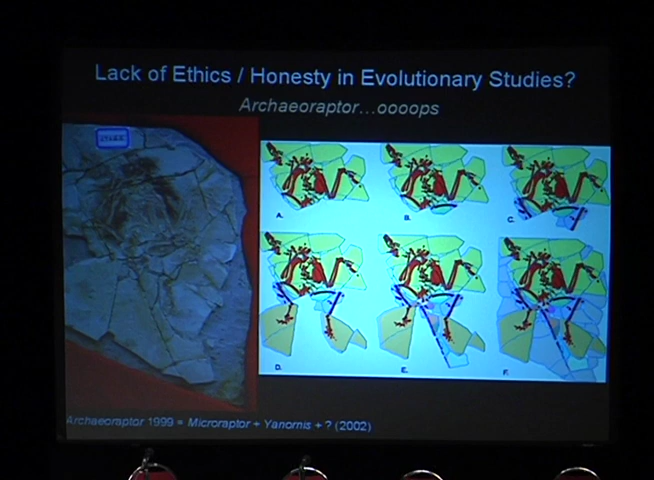 Lack of Ethics / Honesty in Evolutionary Studies?
Archaeoraptor...oooops
A. B. C.
D. E. F.
Archaeoraptor 1999 = Microraptor + Yanornis + ? (2002)